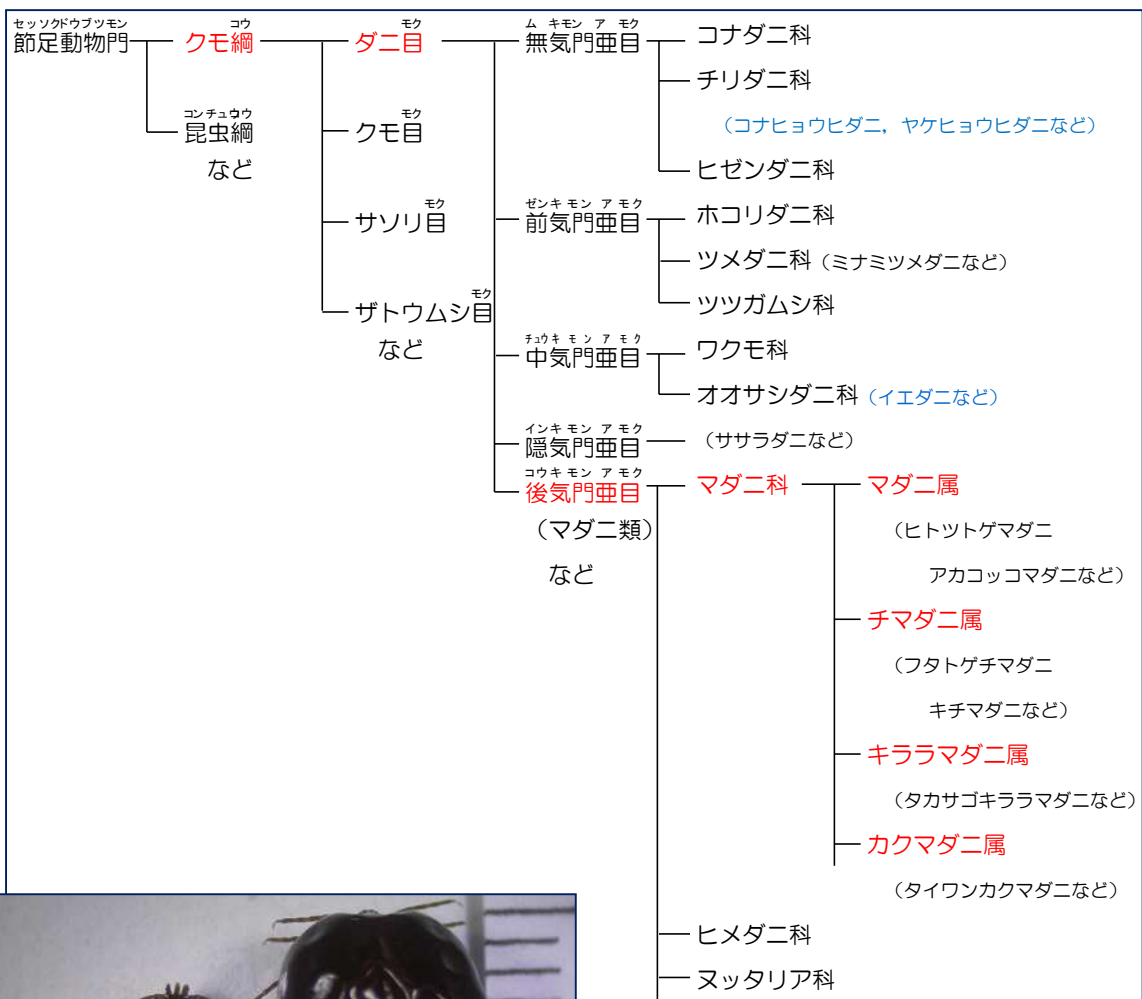 セッソクドウブツモン コウ モク ム キモン ア モク
節足動物門 クモ綱 ダニ目 無気門亜目 コナダニ科
チリダニ科
コンチュウコウ モク
昆虫綱 クモ目 （コナヒョウヒダニ，ヤケヒョウヒダニなど）
など ヒゼンダニ科
モク ゼンキモン ア モク
サソリ目 前気門亜目 ホコリダニ科
ツメダニ科（ミナミツメダニなど）
モク
ザトウムシ目 ツツガムシ科
など
チュウキ モン ア モク
中気門亜目 ワクモ科
オオサシダニ科（イエダニなど）
インキ モン ア モク
隠気門亜目 （ササラダニなど）
コウキ モン ア モク
後気門亜目 マダニ科 マダニ属
（マダニ類） （ヒトツトゲマダニ
など アカコッコマダニなど）
チマダニ属
（フタトゲチマダニ
キチマダニなど）
キララマダニ属
（タカサゴキララマダニなど）
カクマダニ属
（タイワンカクマダニなど）
ヒメダニ科
ヌッタリア科